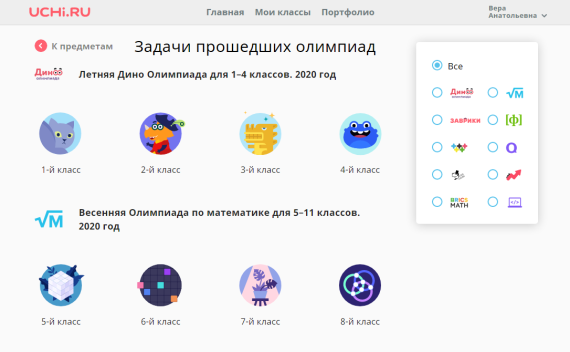 UCHi.RU
Главная Мои классы Портфолио
Вера
Анатольевна
К предметам
Задачи прошедших олимпиад
Дино
ОЛИМПИАДА
Летняя Дино Олимпиада для 1–4 классов. 2020 год
1-й класс 2-й класс 3-й класс 4-й класс
√M
Весенняя Олимпиада по математике для 5–11 классов.
2020 год
5-й класс 6-й класс 7-й класс 8-й класс
Все
Дино √M
ЗАВРИКИ [ф]
BRICS
MATH </>